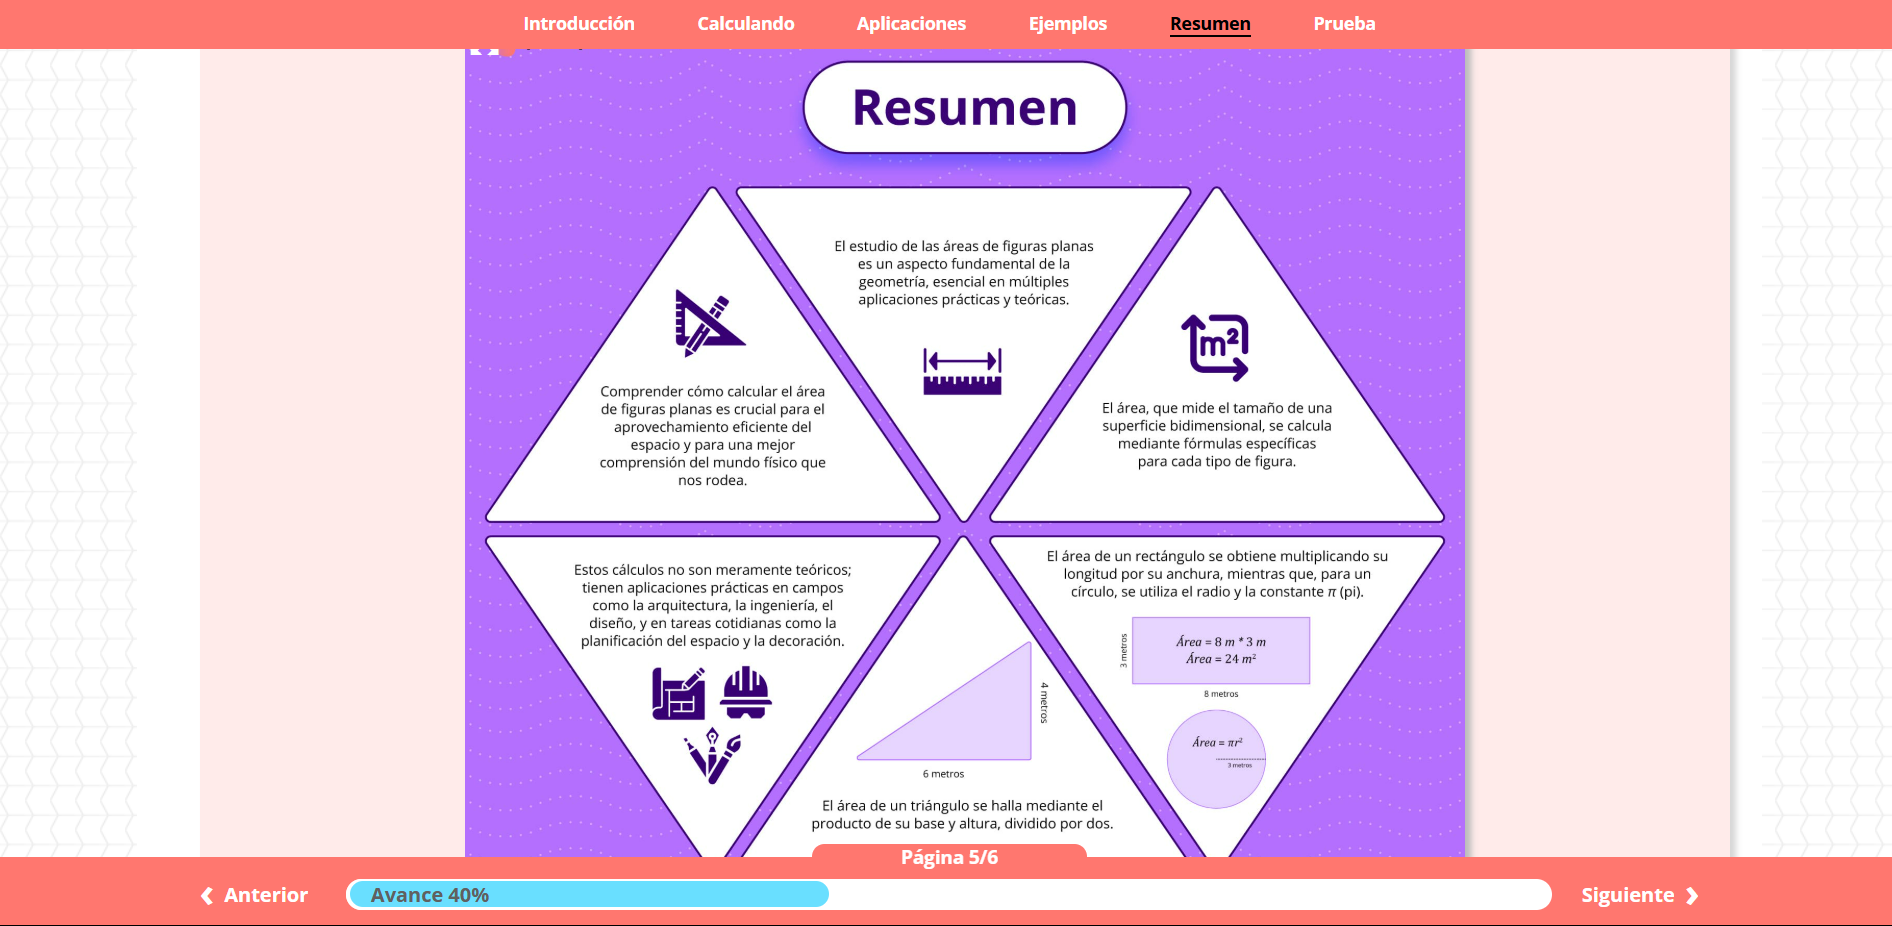 Introducción
Calculando
Aplicaciones
Ejemplos
Resumen
Prueba
Resumen
Comprender cómo calcular el área
de figuras planas es crucial para el
aprovechamiento eficiente del
espacio y para una mejor
comprensión del mundo físico que
nos rodea.
El estudio de las áreas de figuras planas
es un aspecto fundamental de la
geometría, esencial en múltiples
aplicaciones prácticas y teóricas.
m²
El área, que mide el tamaño de una
superficie bidimensional, se calcula
mediante fórmulas específicas
para cada tipo de figura.
Estos cálculos no son meramente teóricos;
tienen aplicaciones prácticas en campos
como la arquitectura, la ingeniería, el
diseño, y en tareas cotidianas como la
planificación del espacio y la decoración.
4 metros
6 metros
El área de un triángulo se halla mediante el
producto de su base y altura, dividido por dos.
El área de un rectángulo se obtiene multiplicando su
longitud por su anchura, mientras que, para un
círculo, se utiliza el radio y la constante π (pi).
3 metros
Área = 8 m * 3 m
Área = 24 m²
8 metros
Área = πr²
3 metros
Página 5/6
Anterior
Avance 40%
Siguiente